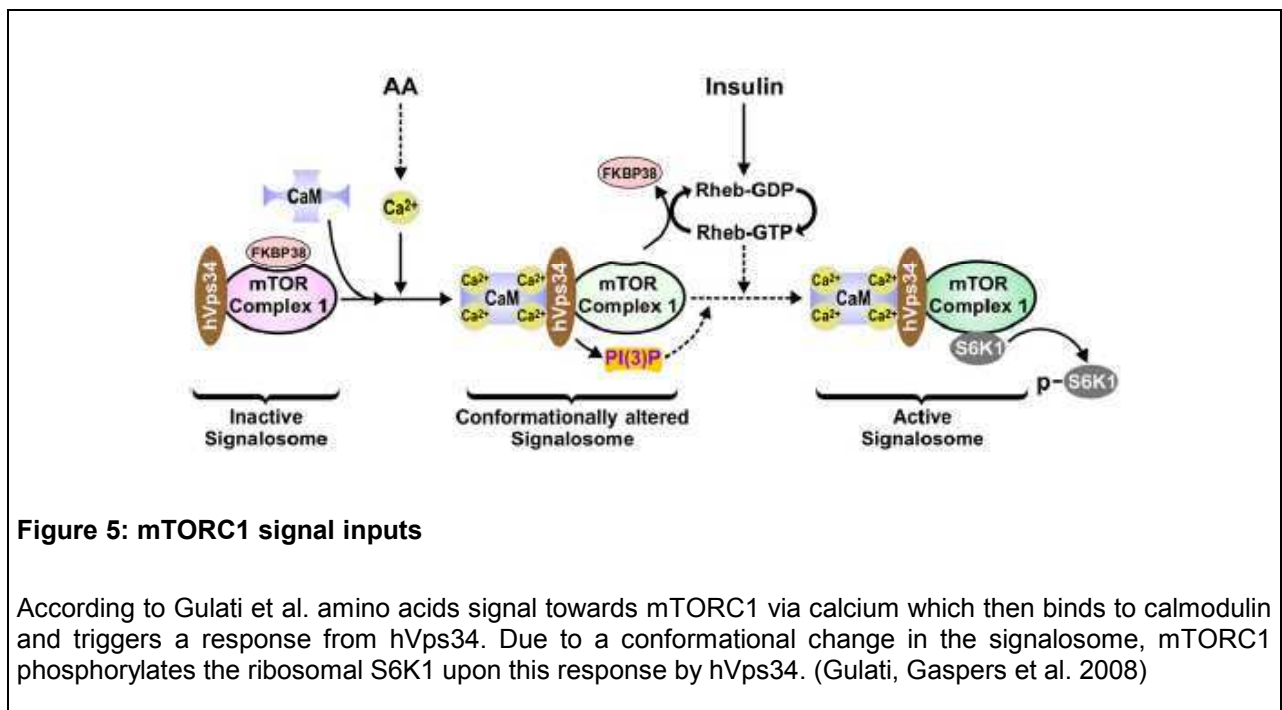 AA
Insulin
FKBP38
Rheb-GDP
CaM
Ca2+
Rheb-GTP
FKBP38
hVps34
mTOR
Complex 1
Ca2+ Ca2+
CaM
Ca2+ Ca2+
hVps34
mTOR
Complex 1
PI(3)P
Ca2+ Ca2+
CaM
Ca2+ Ca2+
hVps34
mTOR
Complex 1
S6K1
p-S6K1
Inactive
Signalosome
Conformationally altered
Signalosome
Active
Signalosome
Figure 5: mTORC1 signal inputs
According to Gulati et al. amino acids signal towards mTORC1 via calcium which then binds to calmodulin
and triggers a response from hVps34. Due to a conformational change in the signalosome, mTORC1
phosphorylates the ribosomal S6K1 upon this response by hVps34. (Gulati, Gaspers et al. 2008)